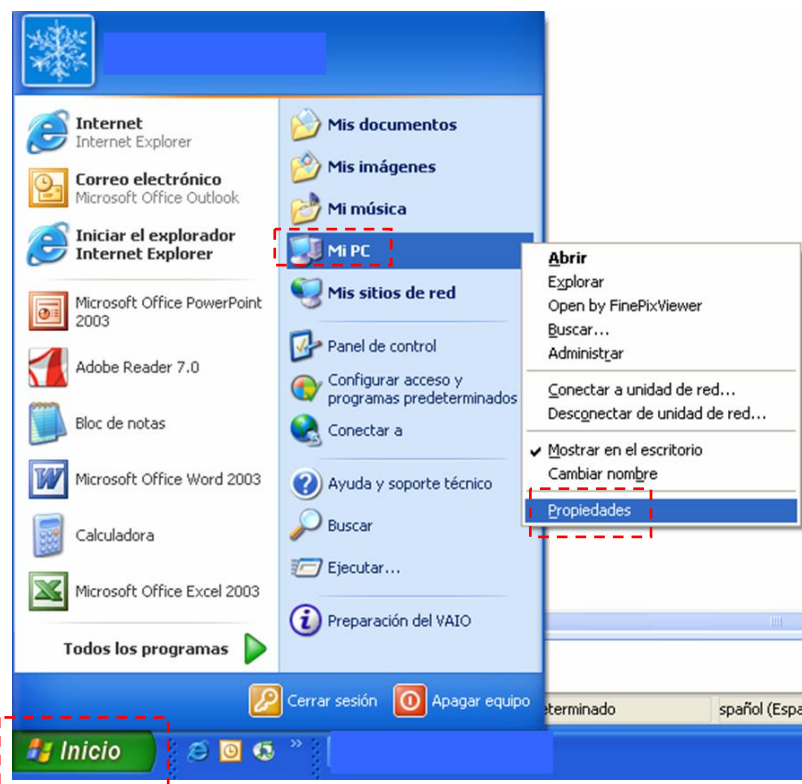 Internet
Internet Explorer
Correo electrónico
Microsoft Office Outlook
Iniciar el explorador
Internet Explorer
Microsoft Office PowerPoint
2003
Adobe Reader 7.0
Bloc de notas
Microsoft Office Word 2003
Calculadora
Microsoft Office Excel 2003
Todos los programas
Mis documentos
Mis imágenes
Mi música
Mi PC
Mis sitios de red
Panel de control
Configurar acceso y
programas predeterminados
Conectar a
Ayuda y soporte técnico
Buscar
Ejecutar...
Preparación del VAIO
Abrir
Explorar
Open by FinePixViewer
Buscar...
Administrar
Conectar a unidad de red...
Desconectar de unidad de red...
Mostrar en el escritorio
Cambiar nombre
Propiedades
Cerrar sesión
Apagar equipo
terminado
spañol (Espa
Inicio